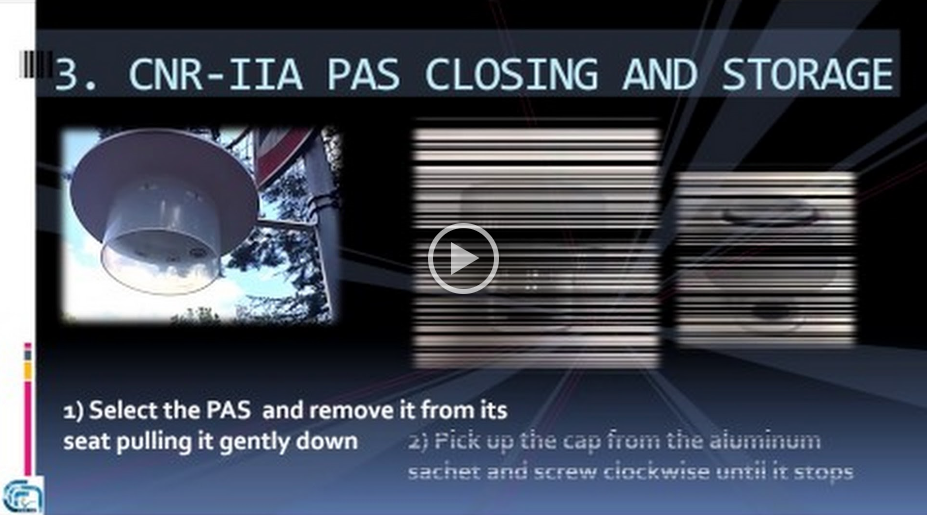 3. CNR-IIA PAS CLOSING AND STORAGE
1) Select the PAS and remove it from its
seat pulling it gently down
2) Pick up the cap from the aluminum
sachet and screw clockwise until it stops